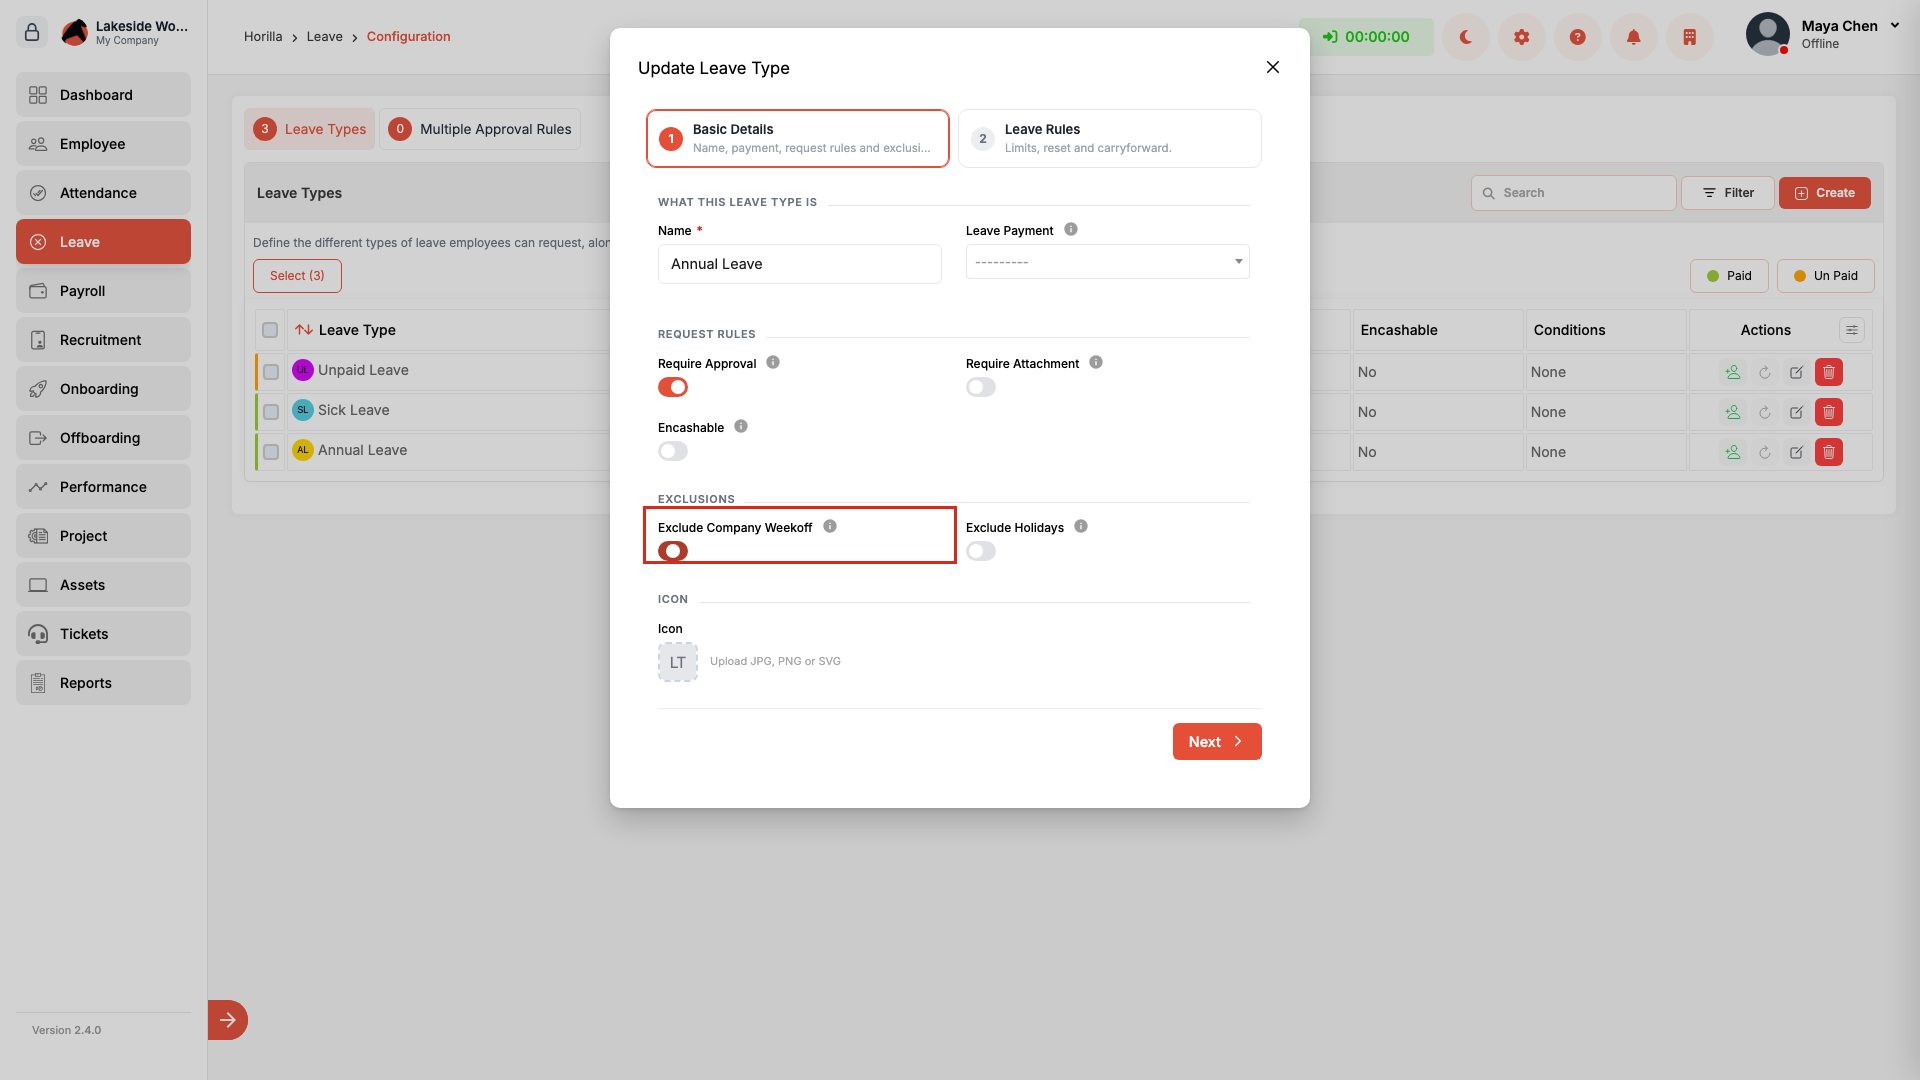 Lakeside Wo...
My Company
Dashboard
Employee
Attendance
Leave
Payroll
Recruitment
Onboarding
Offboarding
Performance
Project
Assets
Tickets
Reports
Version 2.4.0
Horilla > Leave > Configuration
00:00:00
Maya Chen
Offline
3 Leave Types
0 Multiple Approval Rules
Leave Types
Search
Filter
Create
Define the different types of leave employees can request, alon
Select (3)
Paid
Un Paid
Leave Type
Encashable
Conditions
Actions
UL Unpaid Leave
No
None
SL Sick Leave
No
None
AL Annual Leave
No
None
Update Leave Type
1 Basic Details
Name, payment, request rules and exclusi...
2 Leave Rules
Limits, reset and carryforward.
WHAT THIS LEAVE TYPE IS
Name *
Annual Leave
Leave Payment
---------
REQUEST RULES
Require Approval
Require Attachment
Encashable
EXCLUSIONS
Exclude Company Weekoff
Exclude Holidays
ICON
Icon
LT
Upload JPG, PNG or SVG
Next